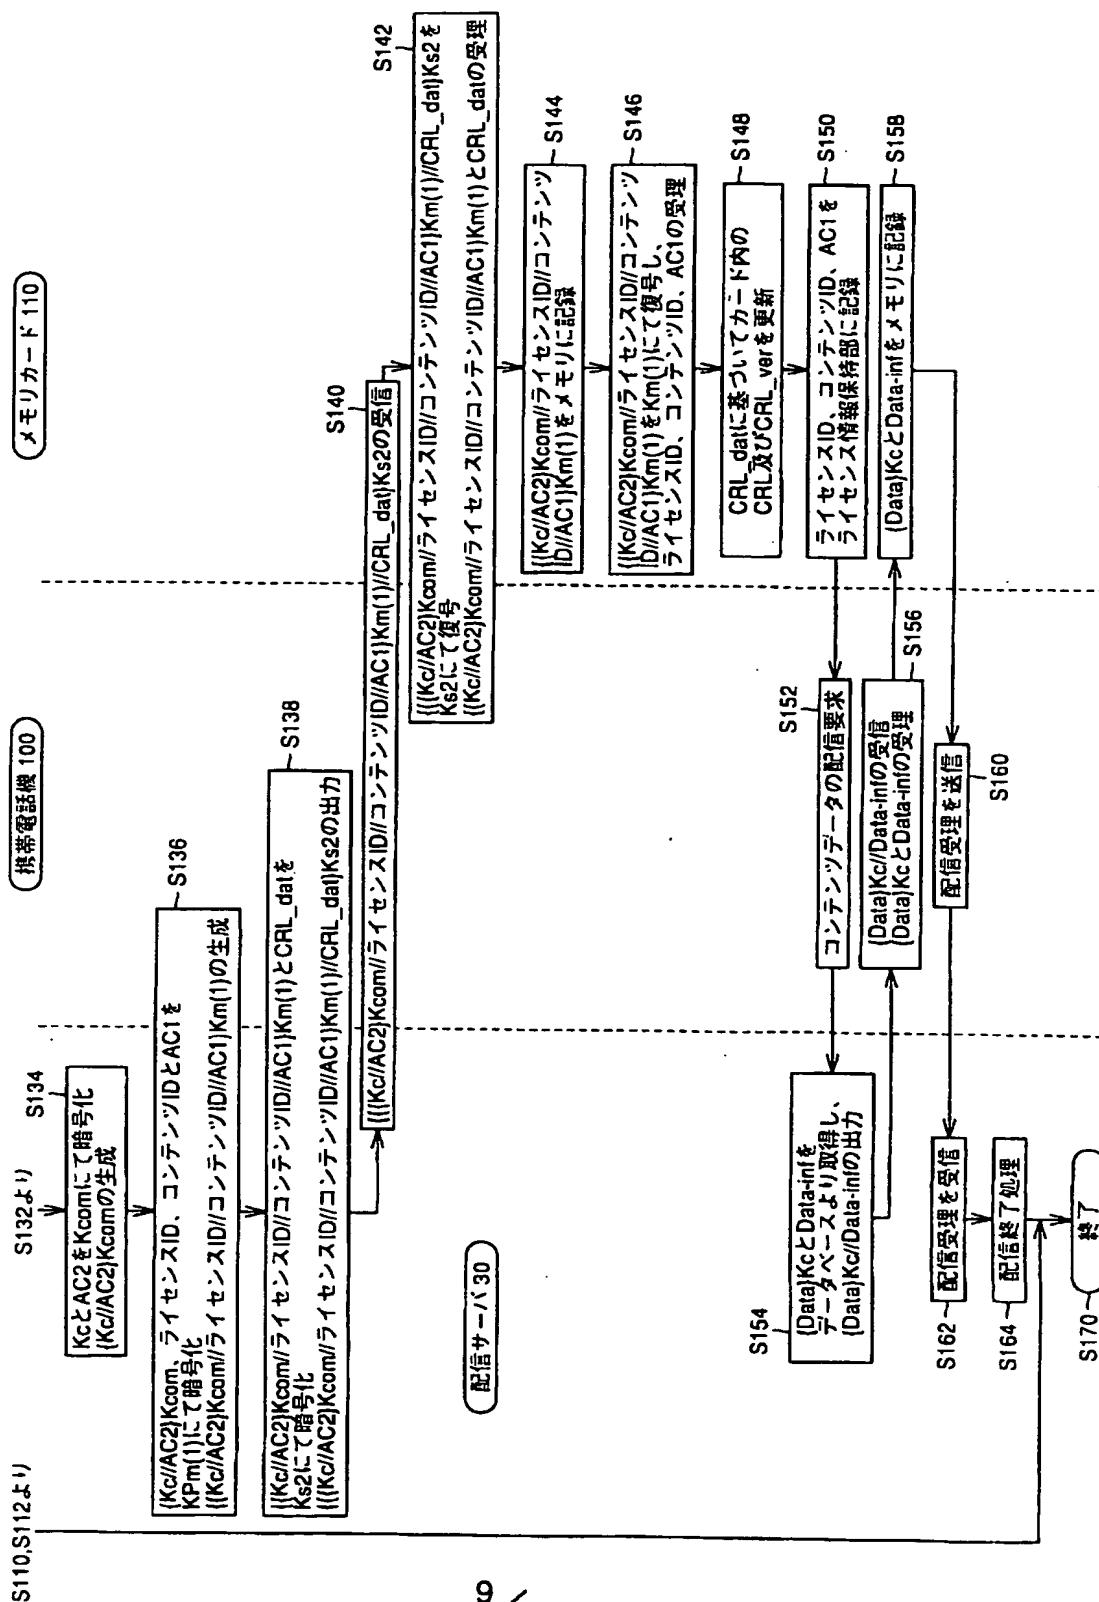 S110,S112より
S132より
携帯電話機 100
メモリカード 110
S134
KcとAC2をKcomにて暗号化
{Kc//AC2}Kcomの生成
S136
{Kc//AC2}Kcom、ライセンスID、コンテンツIDとAC1を
KPm(1)にて暗号化
{{Kc//AC2}Kcom//ライセンスID//コンテンツID//AC1}Km(1)の生成
S138
{{Kc//AC2}Kcom//ライセンスID//コンテンツID//AC1}Km(1)とCRL_datを
Ks2にて暗号化
{{{Kc//AC2}Kcom//ライセンスID//コンテンツID//AC1}Km(1)//CRL_dat}Ks2の出力
S140
{{{Kc//AC2}Kcom//ライセンスID//コンテンツID//AC1}Km(1)//CRL_dat}Ks2の受信
S142
{{{Kc//AC2}Kcom//ライセンスID//コンテンツID//AC1}Km(1)//CRL_dat}Ks2を
Ks2にて復号
{{Kc//AC2}Kcom//ライセンスID//コンテンツID//AC1}Km(1)とCRL_datの受理
S144
{{Kc//AC2}Kcom//ライセンスID//コンテンツ
ID//AC1}Km(1)をメモリに記録
S146
{{Kc//AC2}Kcom//ライセンスID//コンテンツ
ID//AC1}Km(1)をKm(1)にて復号し、
ライセンスID、コンテンツID、AC1の受理
S148
CRL_datに基づいてカード内の
CRL及びCRL_verを更新
S150
ライセンスID、コンテンツID、AC1を
ライセンス情報保持部に記録
配信サーバ 30
S152
コンテンツデータの配信要求
S154
{Data}KcとData-infを
データベースより取得し、
{Data}Kc//Data-infの出力
S156
{Data}Kc//Data-infの受信
{Data}KcとData-infの受理
S158
{Data}KcとData-infをメモリに記録
S160
配信受理を送信
S162
配信受理を受信
S164
配信終了処理
S170
終了
9